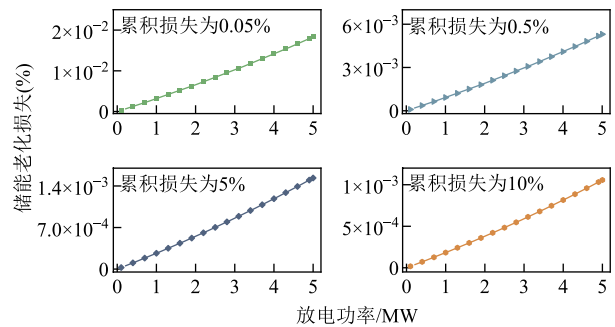 储能老化损失(%)
累积损失为0.05%
2×10⁻²
1×10⁻²
0
0 1 2 3 4 5
累积损失为0.5%
6×10⁻³
3×10⁻³
0
0 1 2 3 4 5
累积损失为5%
1.4×10⁻³
7.0×10⁻⁴
0
0 1 2 3 4 5
累积损失为10%
1×10⁻³
5×10⁻⁴
0
0 1 2 3 4 5
放电功率/MW